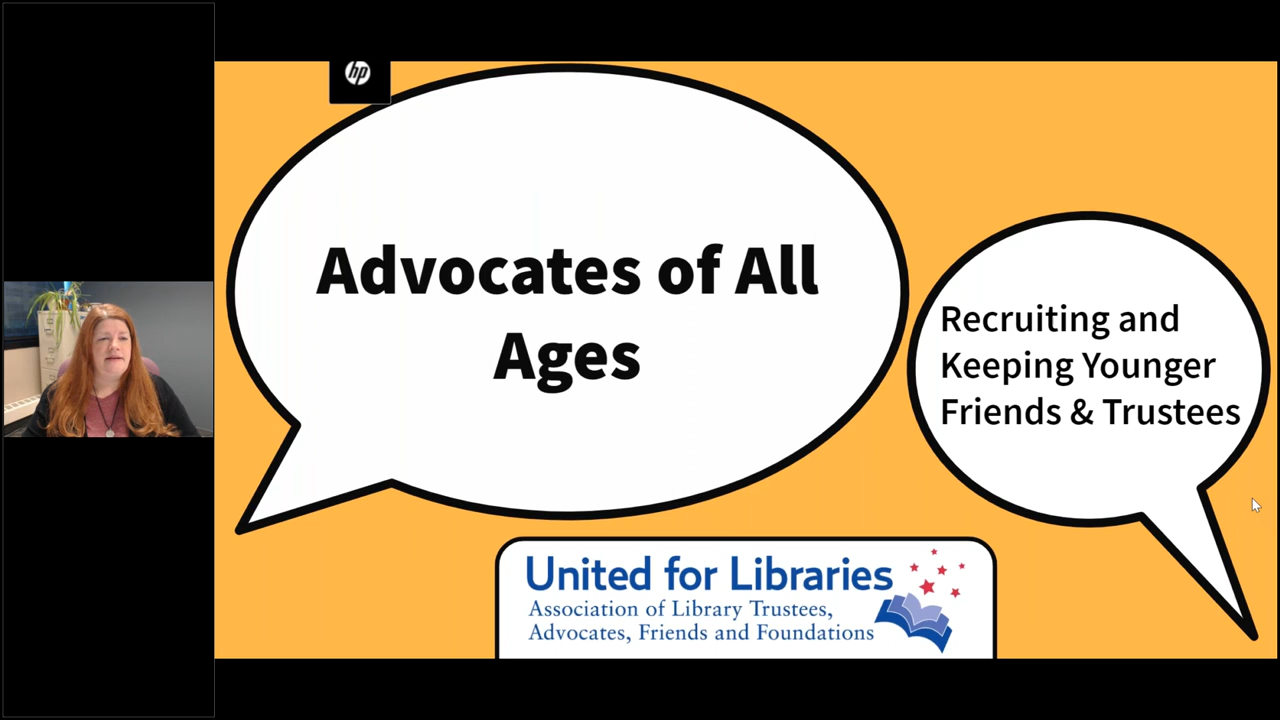 hp
Advocates of All
Ages
Recruiting and
Keeping Younger
Friends & Trustees
United for Libraries
Association of Library Trustees,
Advocates, Friends and Foundations